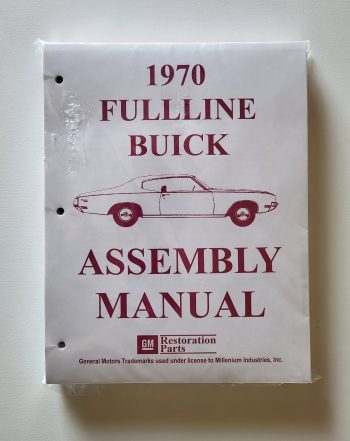 1970
FULLLINE
BUICK
ASSEMBLY
MANUAL
GM Restoration
Parts
General Motors Trademarks used under license to Millenium Industries, Inc.